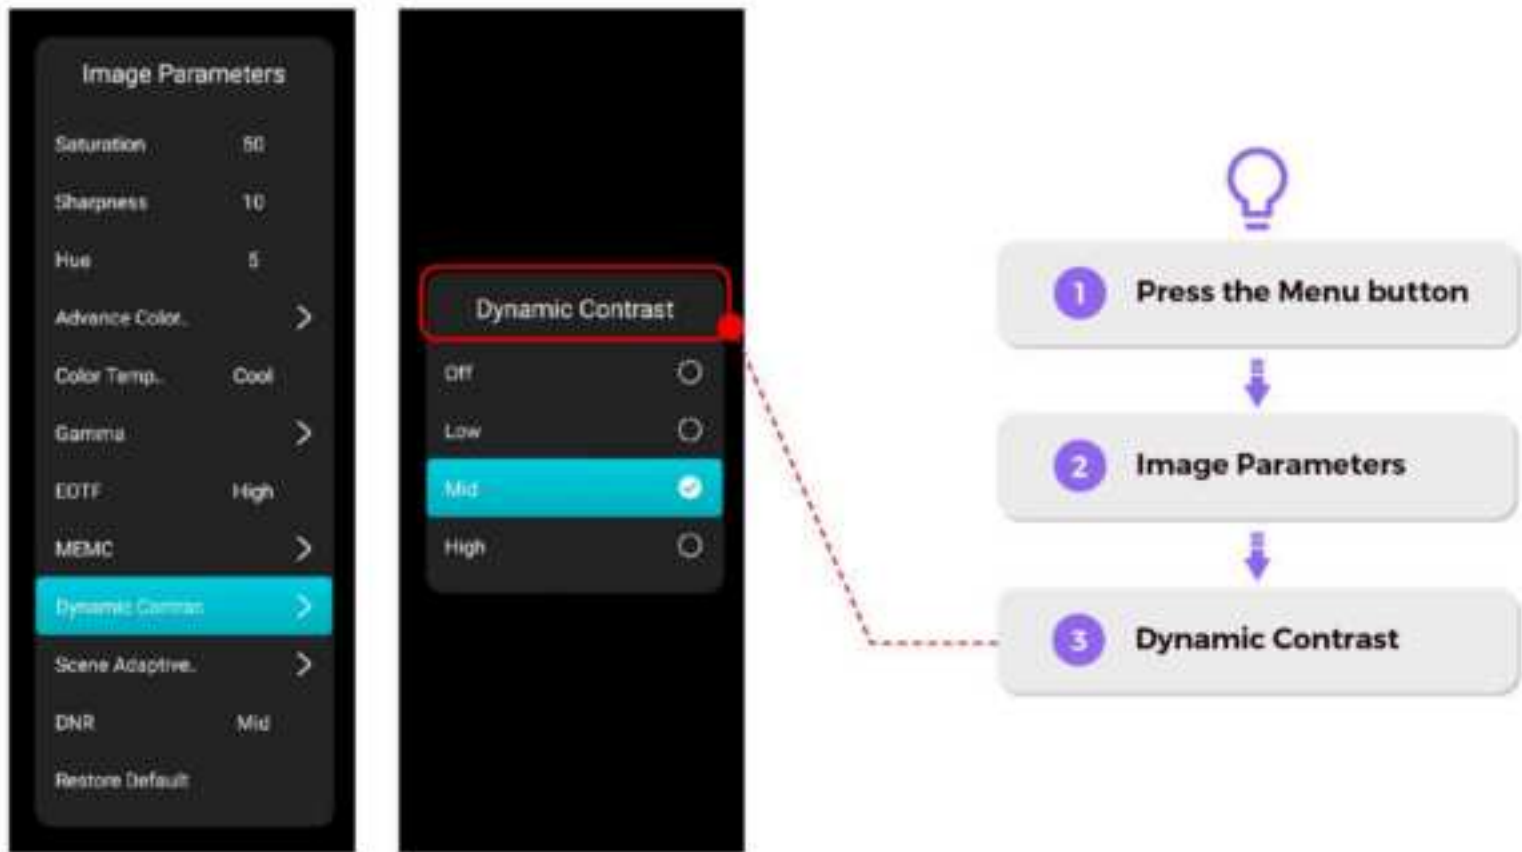 Image Parameters
Saturation 50
Sharpness 10
Hue 5
Advance Color..
Color Temp.. Cool
Gamma
EOTF High
MEMC
Dynamic Contras
Scene Adaptive..
DNR Mid
Restore Default
Dynamic Contrast
Off
Low
Mid
High
1 Press the Menu button
2 Image Parameters
3 Dynamic Contrast